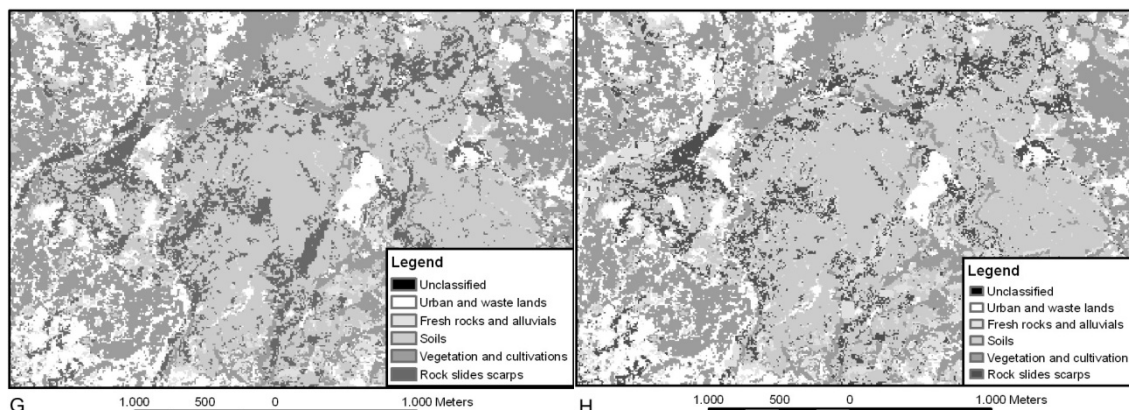 Legend
Unclassified
Urban and waste lands
Fresh rocks and alluvials
Soils
Vegetation and cultivations
Rock slides scarps
G
1.000 500 0 1.000 Meters
Legend
Unclassified
Urban and waste lands
Fresh rocks and alluvials
Soils
Vegetation and cultivation
Rock slides scarps
H
1.000 500 0 1.000 Meters